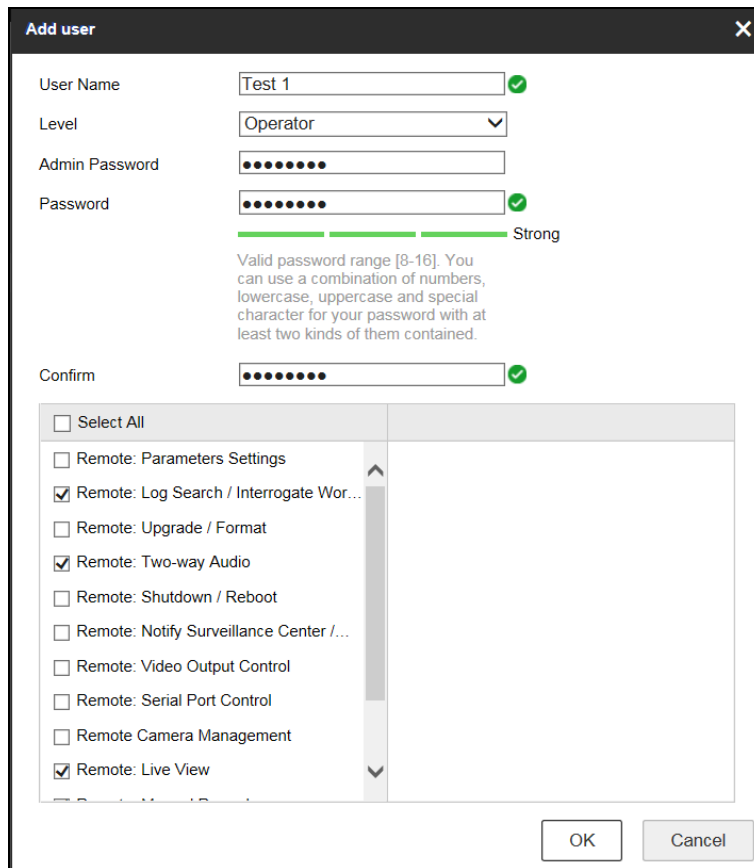 Add user
User Name Test 1
Level Operator
Admin Password ●●●●●●●●
Password ●●●●●●●●
Strong
Valid password range [8-16]. You
can use a combination of numbers,
lowercase, uppercase and special
character for your password with at
least two kinds of them contained.
Confirm ●●●●●●●●
Select All
Remote: Parameters Settings
Remote: Log Search / Interrogate Wor...
Remote: Upgrade / Format
Remote: Two-way Audio
Remote: Shutdown / Reboot
Remote: Notify Surveillance Center /...
Remote: Video Output Control
Remote: Serial Port Control
Remote Camera Management
Remote: Live View
OK Cancel